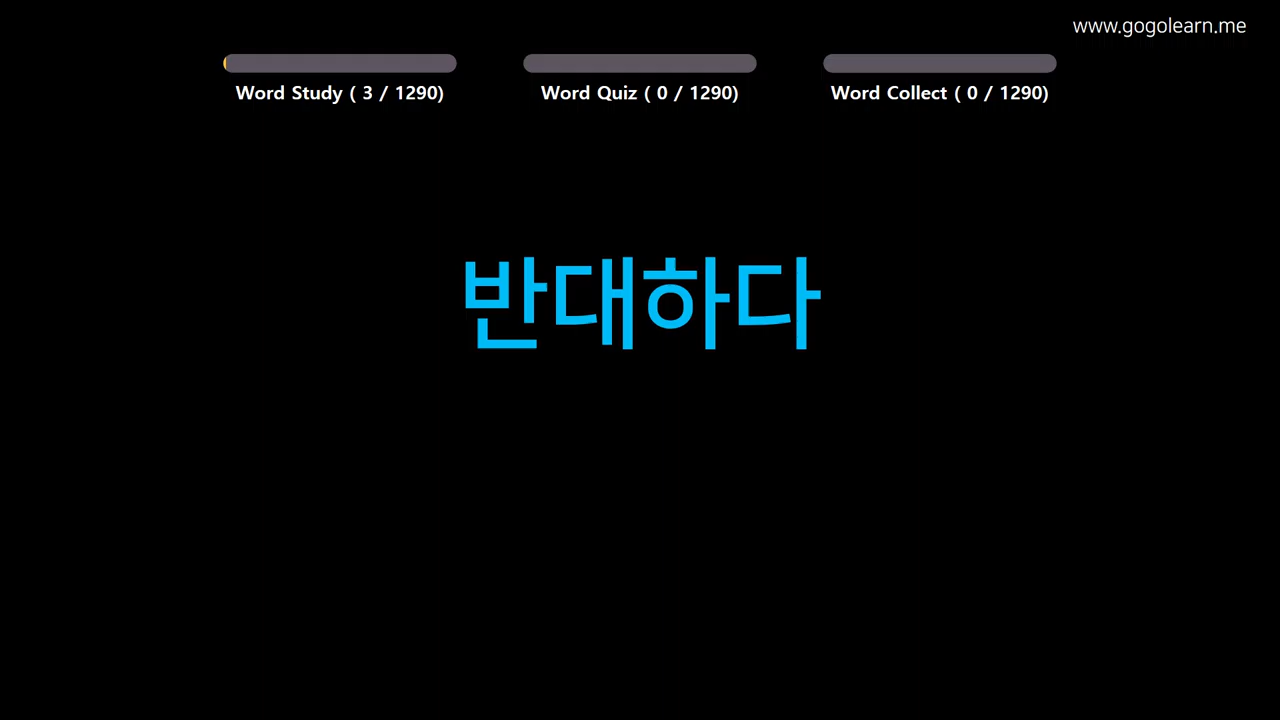 www.gogolearn.me
Word Study ( 3 / 1290)
Word Quiz ( 0 / 1290)
Word Collect ( 0 / 1290)
반대하다